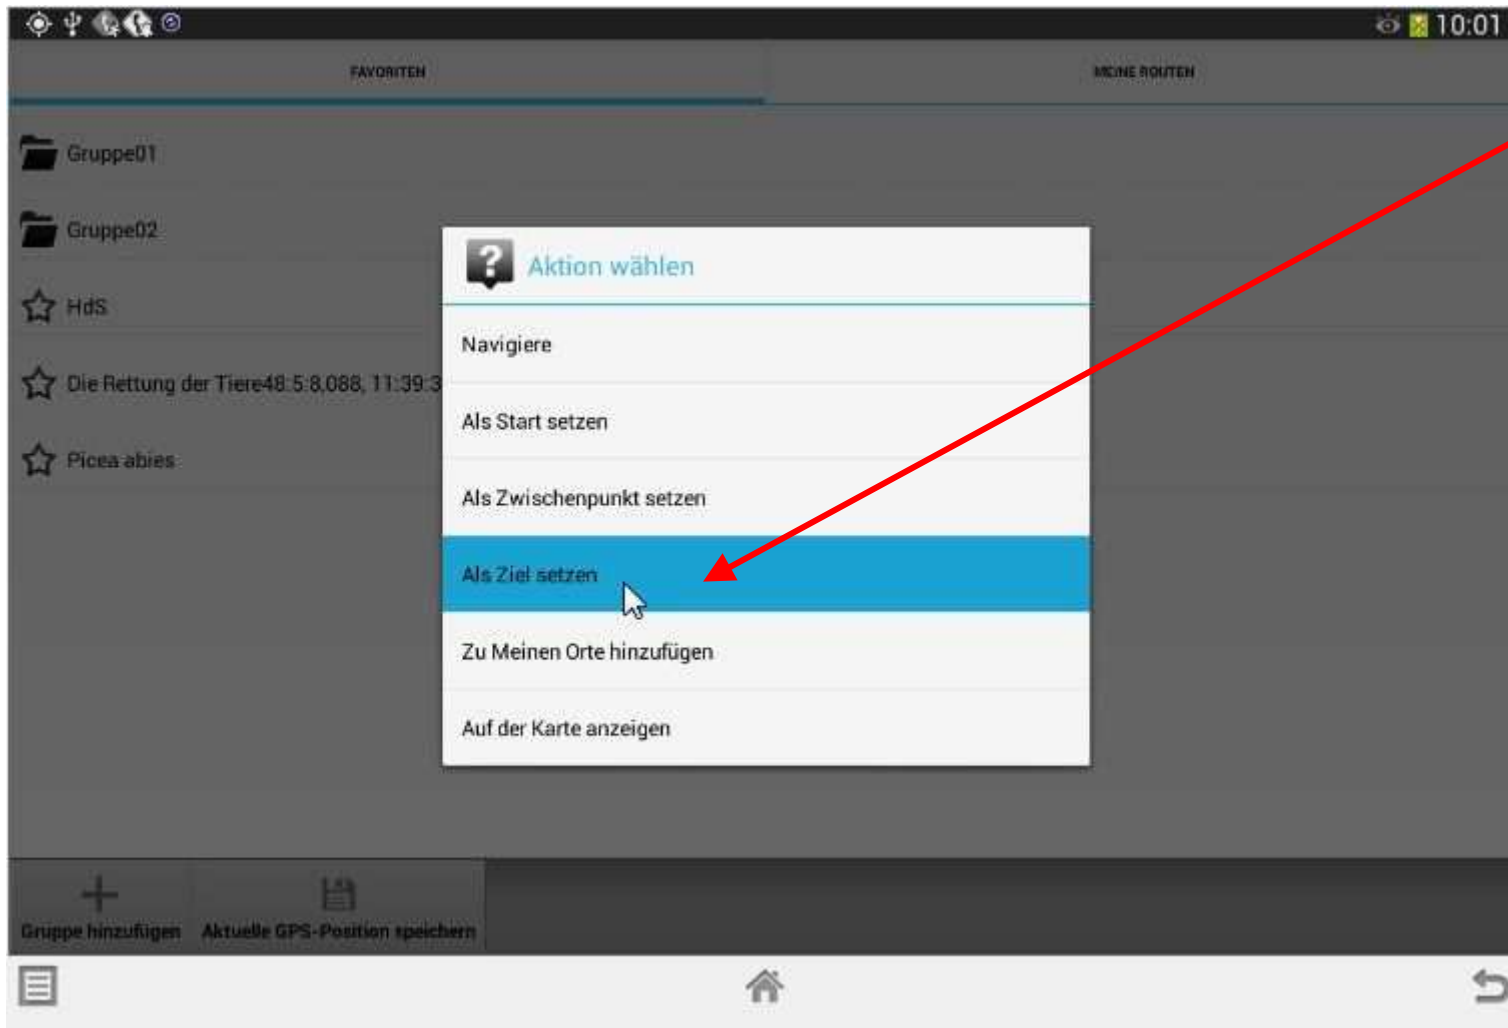 10:01
FAVORITEN
MEINE ROUTEN
Gruppe01
Gruppe02
HdS
Die Rettung der Tiere48:5:8,088, 11:39:3
Picea abies
?
Aktion wählen
Navigiere
Als Start setzen
Als Zwischenpunkt setzen
Als Ziel setzen
Zu Meinen Orte hinzufügen
Auf der Karte anzeigen
Gruppe hinzufügen
Aktuelle GPS-Position speichern